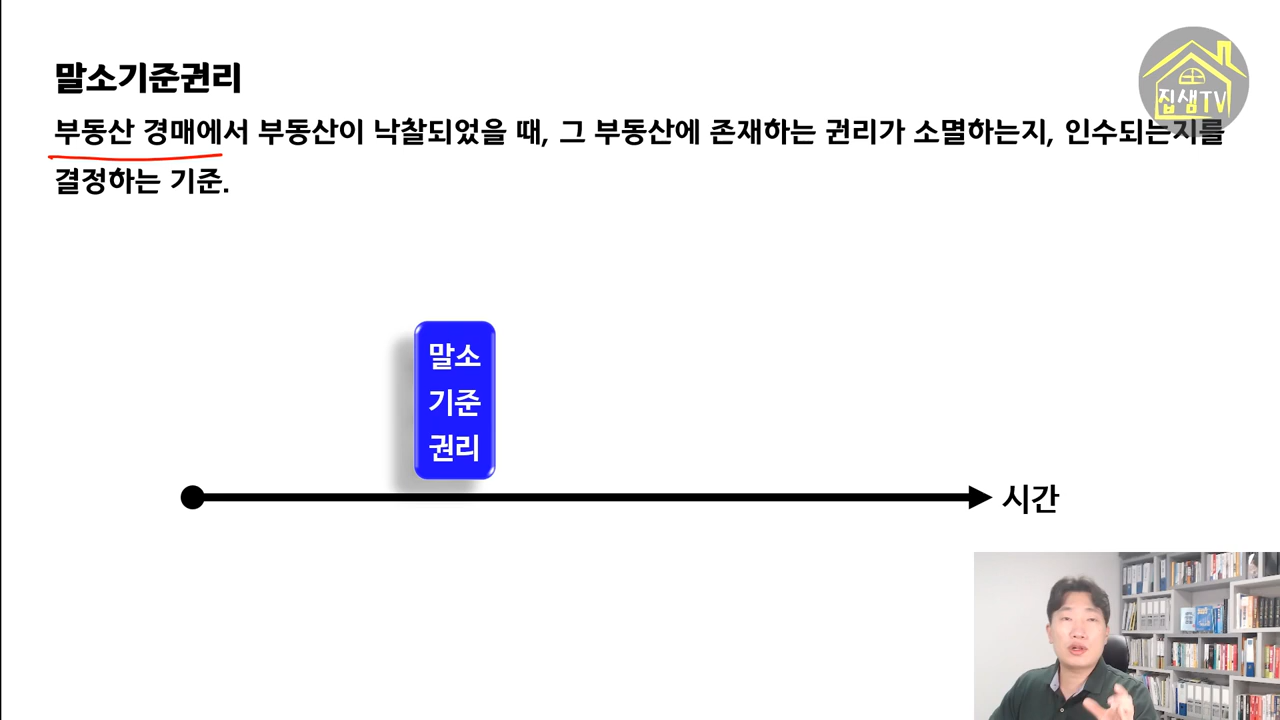 말소기준권리
부동산 경매에서 부동산이 낙찰되었을 때, 그 부동산에 존재하는 권리가 소멸하는지, 인수되는지를
결정하는 기준.
집샘TV
말소
기준
권리
시간